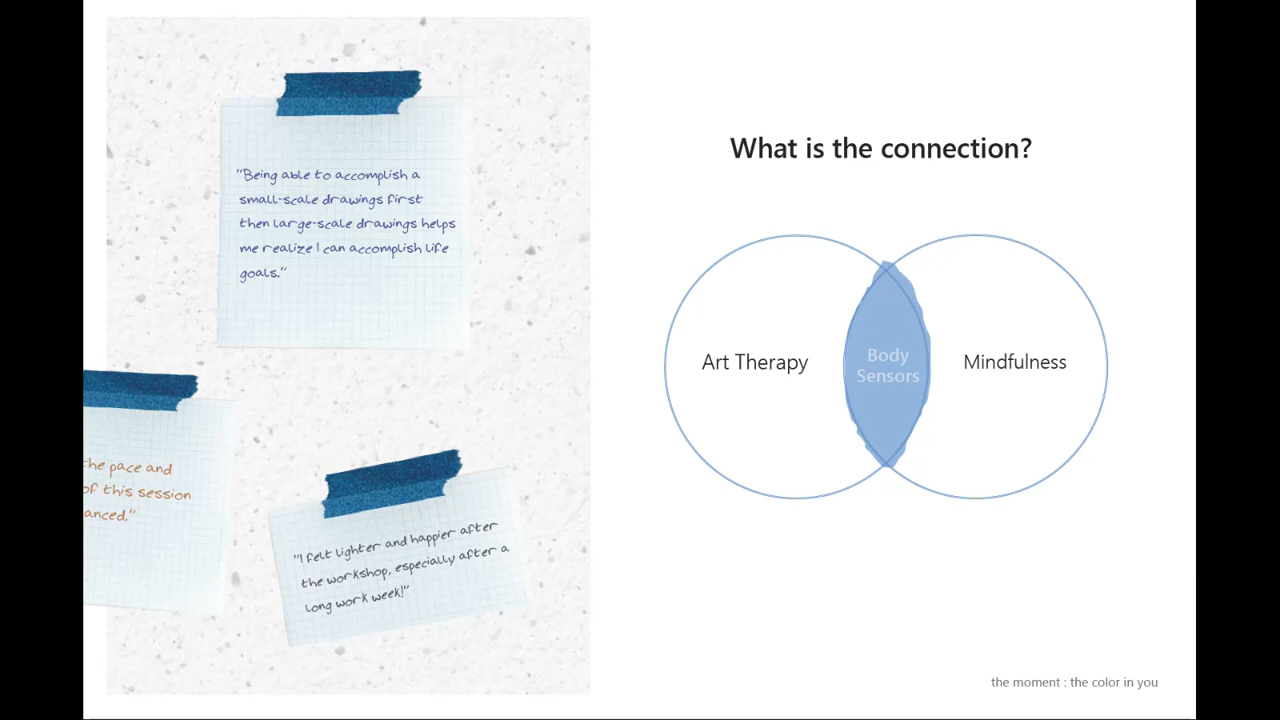 "Being able to accomplish a
small-scale drawings first
then large-scale drawings helps
me realize I can accomplish life
goals."
the pace and
of this session
anced."
"I felt lighter and happier after
the workshop, especially after a
long work week!"
What is the connection?
Art Therapy
Body
Sensors
Mindfulness
the moment : the color in you